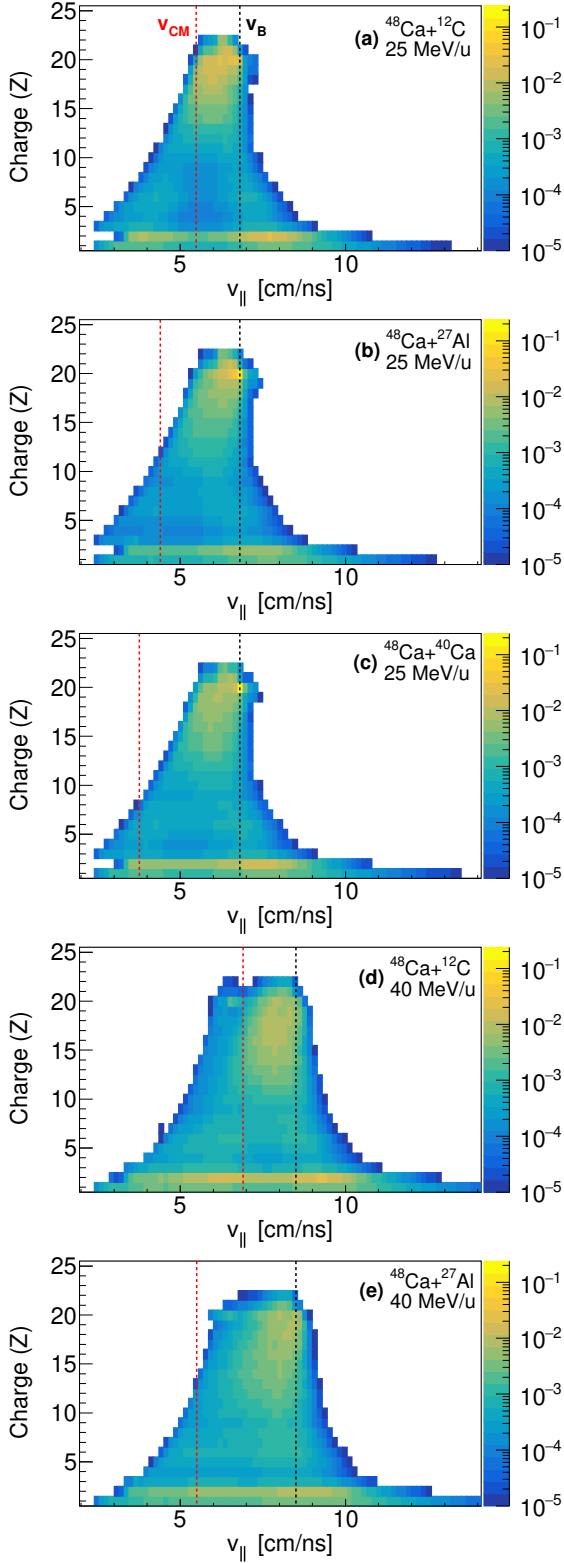 v_CM v_B
(a) ⁴⁸Ca+¹²C
25 MeV/u
Charge (Z)
25
20
15
10
5
5 10
v_|| [cm/ns]
10⁻¹
10⁻²
10⁻³
10⁻⁴
10⁻⁵
(b) ⁴⁸Ca+²⁷Al
25 MeV/u
Charge (Z)
25
20
15
10
5
5 10
v_|| [cm/ns]
10⁻¹
10⁻²
10⁻³
10⁻⁴
10⁻⁵
(c) ⁴⁸Ca+⁴⁰Ca
25 MeV/u
Charge (Z)
25
20
15
10
5
5 10
v_|| [cm/ns]
10⁻¹
10⁻²
10⁻³
10⁻⁴
10⁻⁵
(d) ⁴⁸Ca+¹²C
40 MeV/u
Charge (Z)
25
20
15
10
5
5 10
v_|| [cm/ns]
10⁻¹
10⁻²
10⁻³
10⁻⁴
10⁻⁵
(e) ⁴⁸Ca+²⁷Al
40 MeV/u
Charge (Z)
25
20
15
10
5
5 10
v_|| [cm/ns]
10⁻¹
10⁻²
10⁻³
10⁻⁴
10⁻⁵